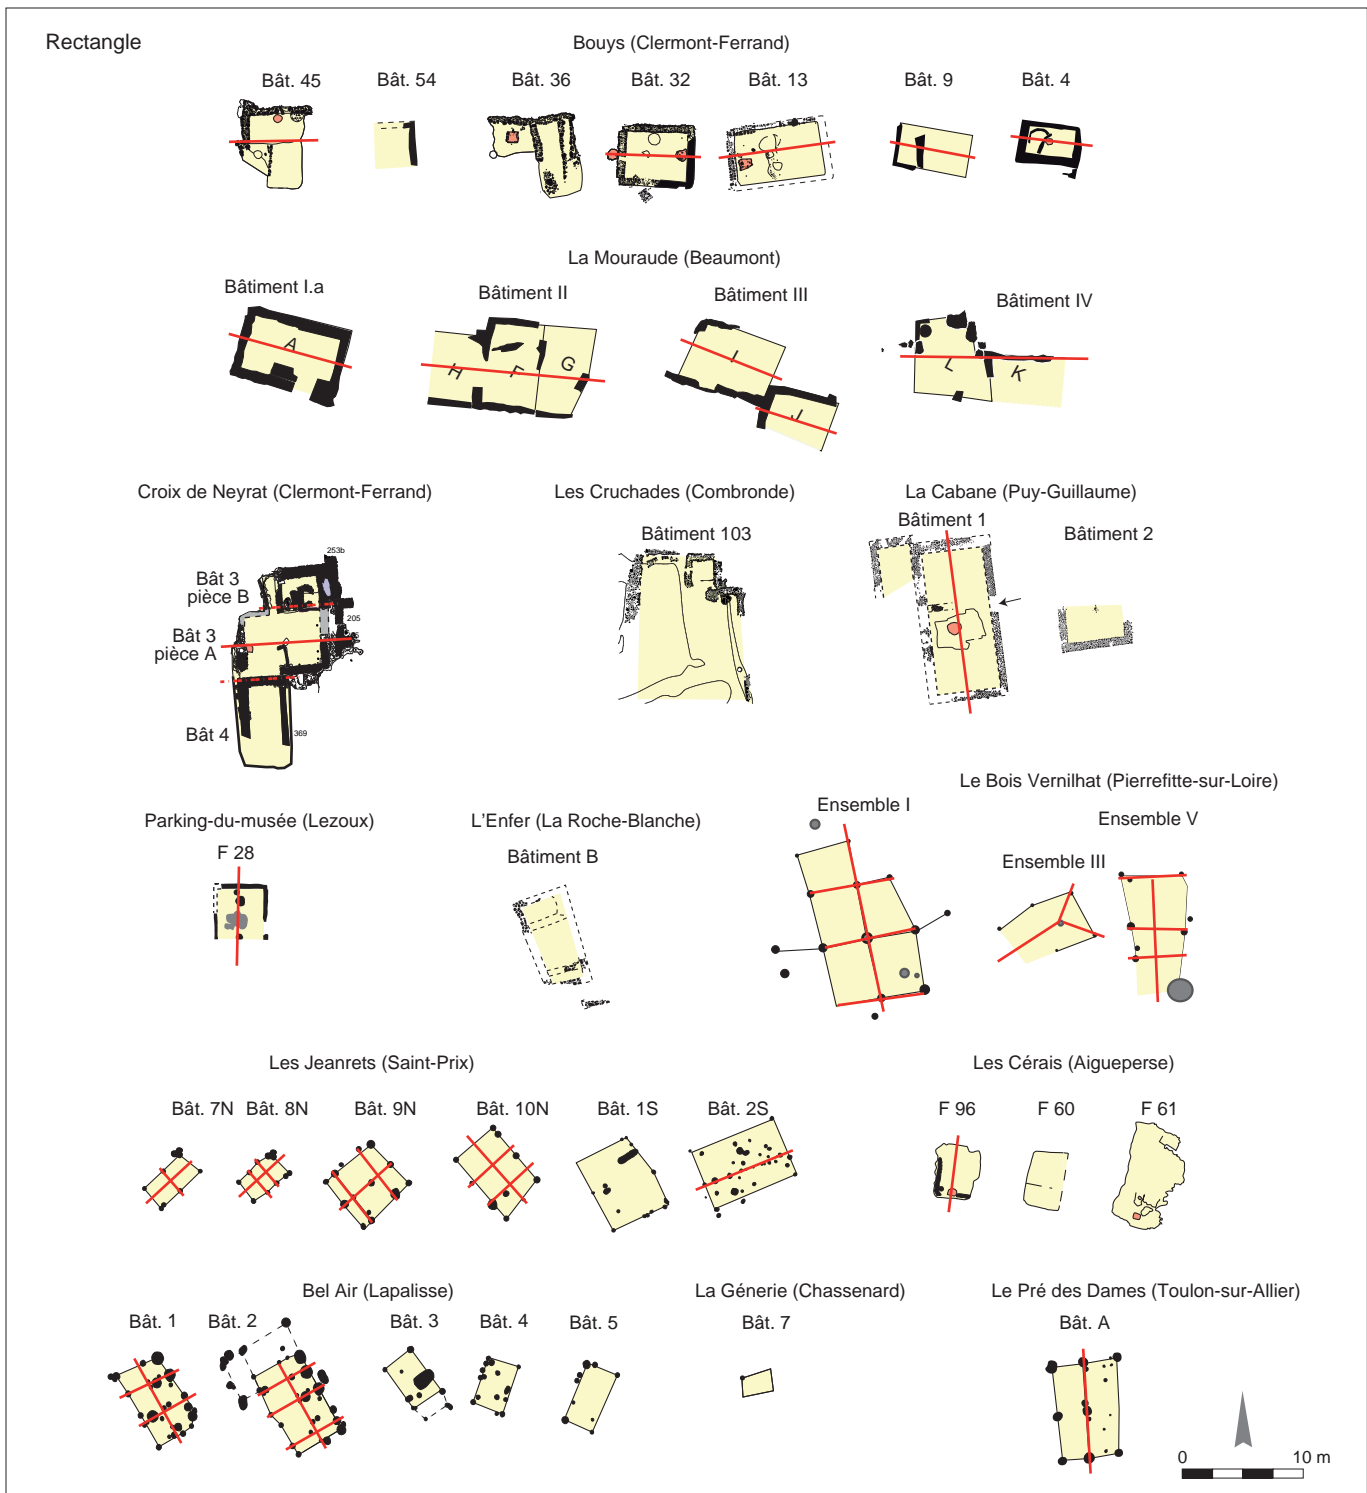 Rectangle
Bouys (Clermont-Ferrand)
Bât. 45 Bât. 54 Bât. 36 Bât. 32 Bât. 13 Bât. 9 Bât. 4
La Mouraude (Beaumont)
Bâtiment I.a Bâtiment II Bâtiment III Bâtiment IV
A H F G I J L K
Croix de Neyrat (Clermont-Ferrand) Les Cruchades (Combronde) La Cabane (Puy-Guillaume)
Bâtiment 103 Bâtiment 1 Bâtiment 2
253b
Bât 3
pièce B
205
Bât 3
pièce A
Bât 4
369
Le Bois Vernilhat (Pierrefitte-sur-Loire)
Ensemble I Ensemble V
Ensemble III
Parking-du-musée (Lezoux) L'Enfer (La Roche-Blanche)
F 28 Bâtiment B
Les Jeanrets (Saint-Prix) Les Cérais (Aigueperse)
Bât. 7N Bât. 8N Bât. 9N Bât. 10N Bât. 1S Bât. 2S F 96 F 60 F 61
Bel Air (Lapalisse) La Génerie (Chassenard) Le Pré des Dames (Toulon-sur-Allier)
Bât. 1 Bât. 2 Bât. 3 Bât. 4 Bât. 5 Bât. 7 Bât. A
0 10 m